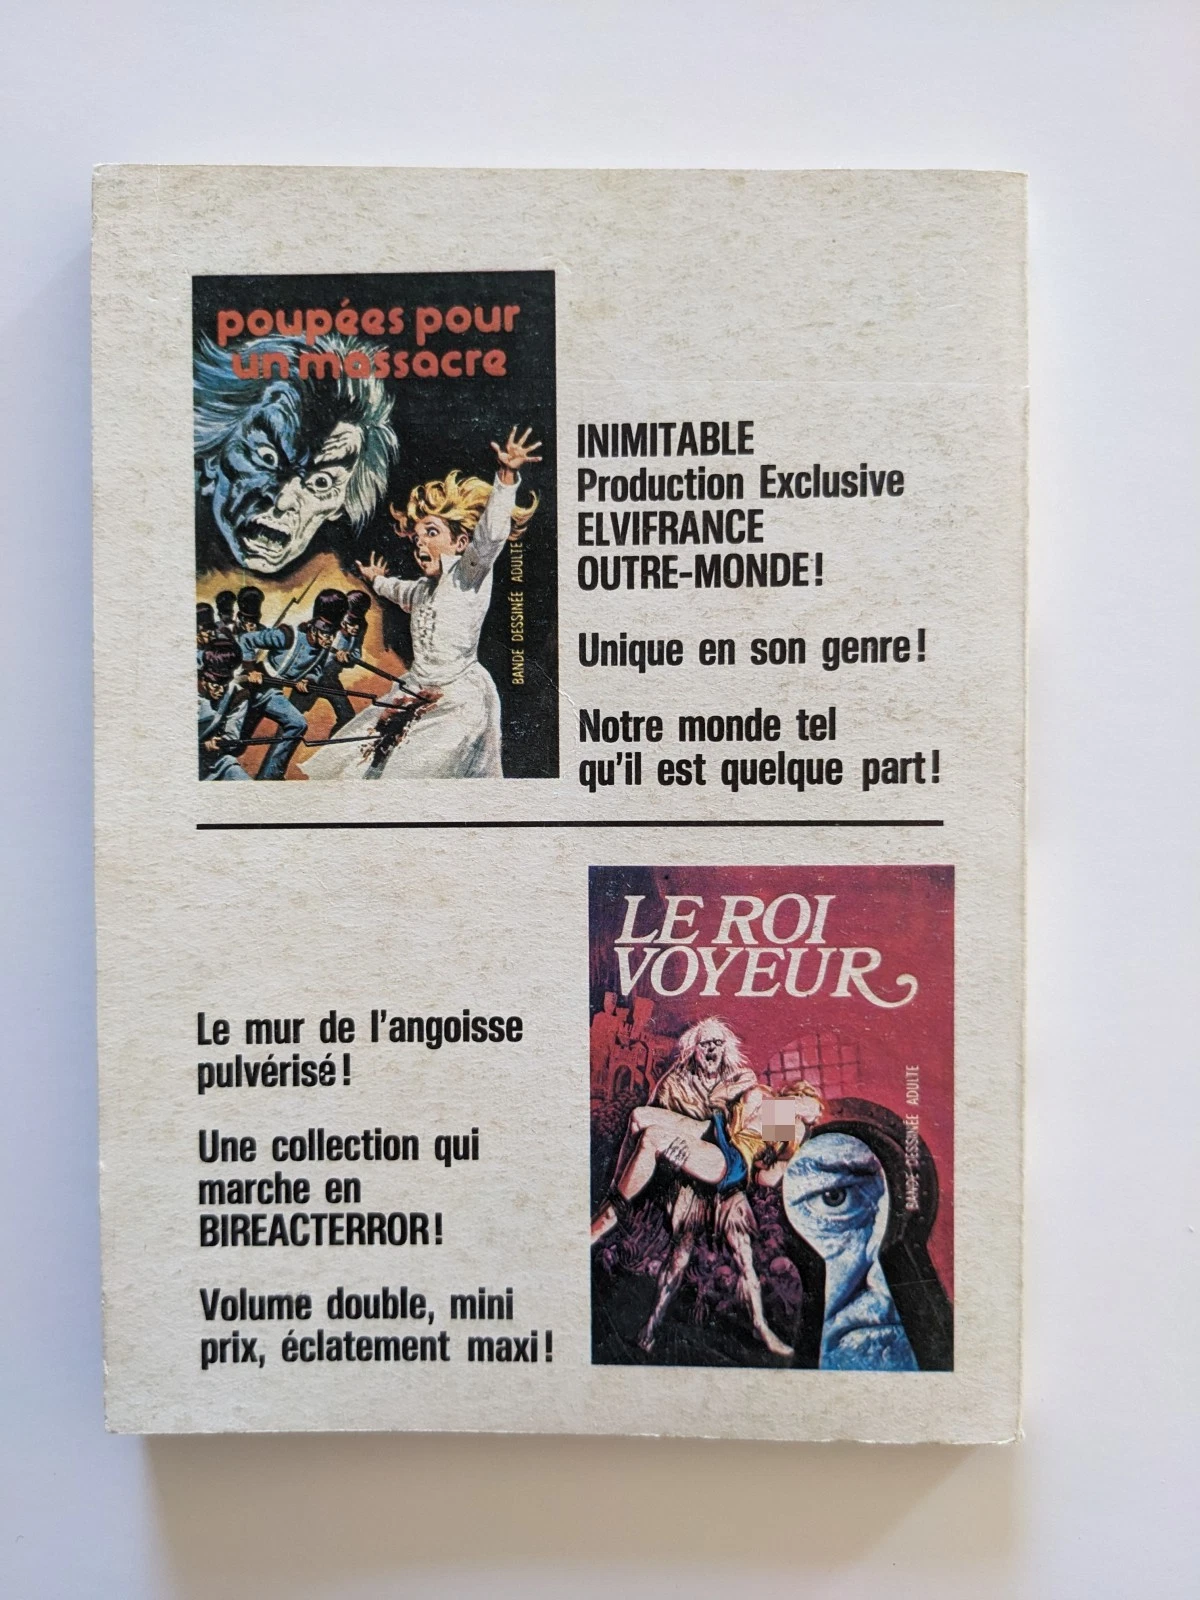 poupées pour
un massacre
BANDE DESSINÉE ADULTE
INIMITABLE
Production Exclusive
ELVIFRANCE
OUTRE-MONDE!
Unique en son genre!
Notre monde tel
qu'il est quelque part!
LE ROI
VOYEUR
BANDE DESSINÉE ADULTE
Le mur de l'angoisse
pulvérisé!
Une collection qui
marche en
BIREACTERROR!
Volume double, mini
prix, éclatement maxi!